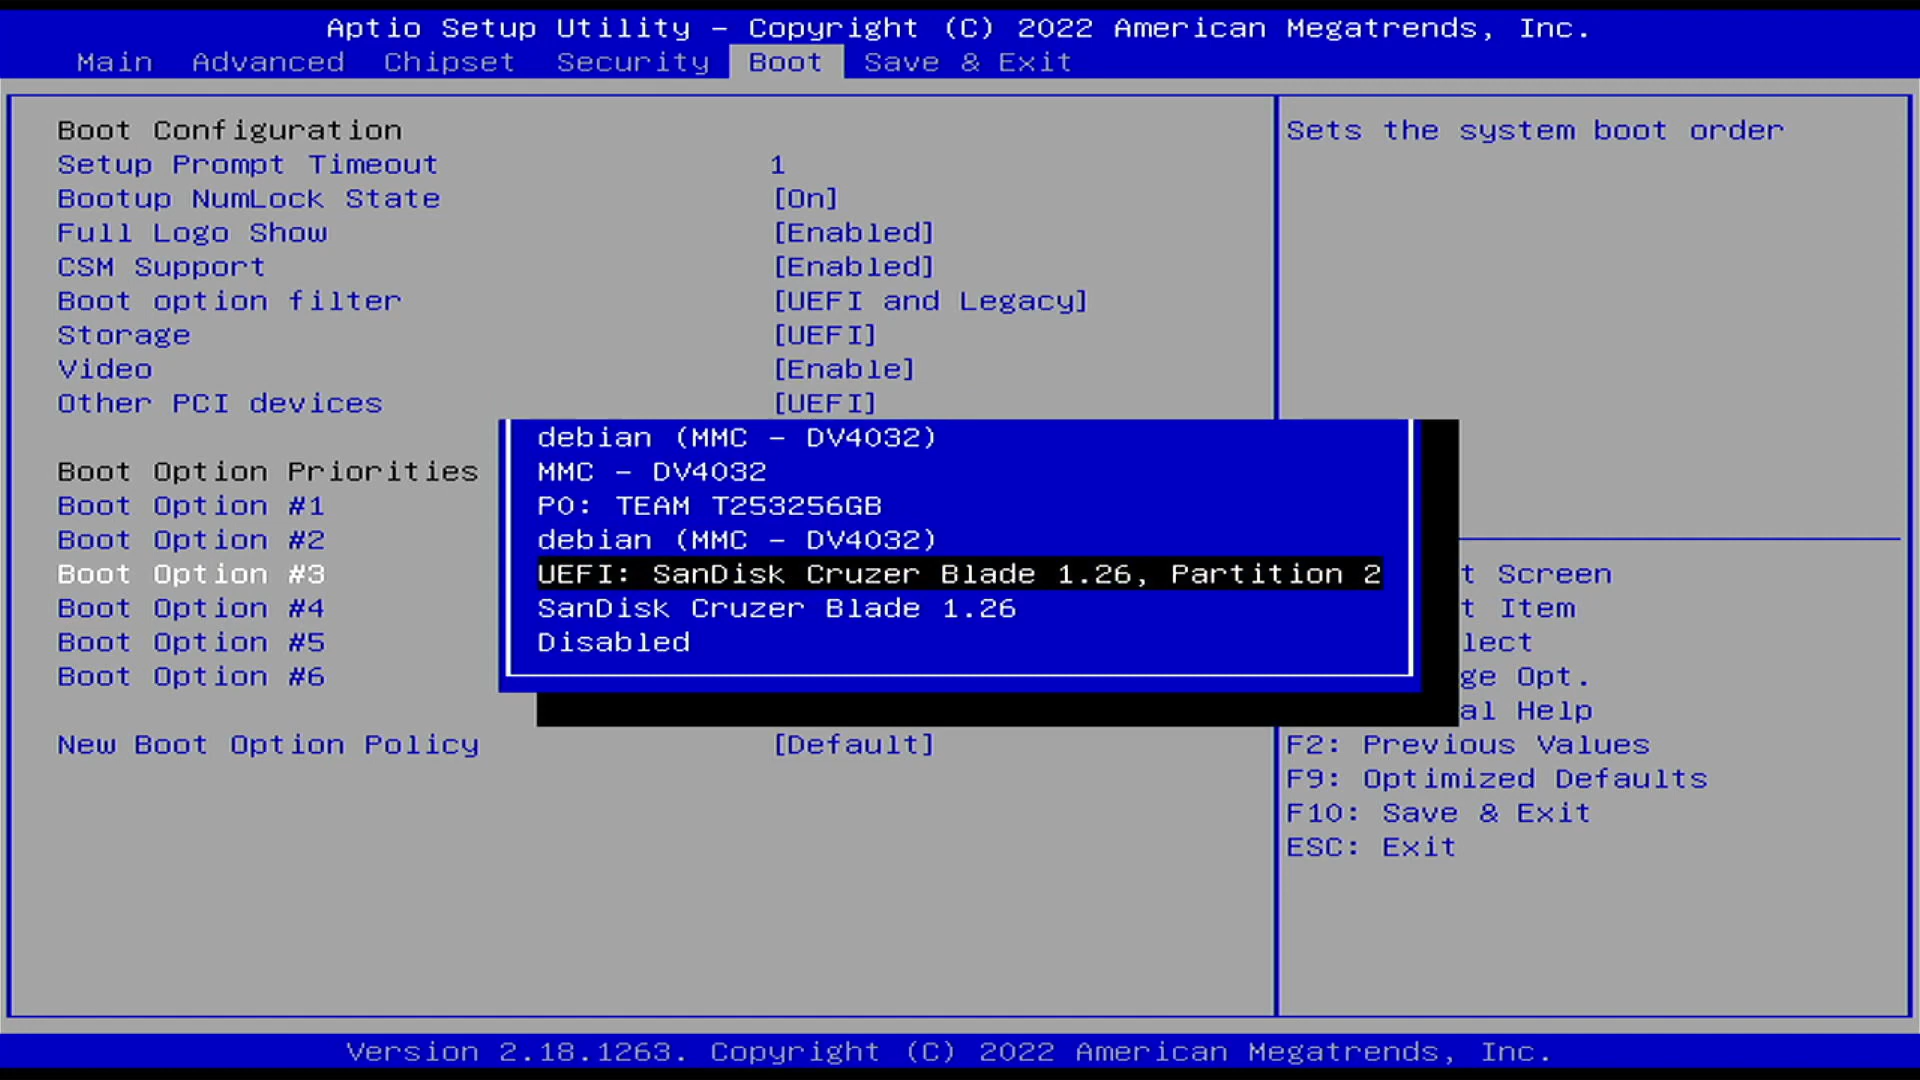 Aptio Setup Utility – Copyright (C) 2022 American Megatrends, Inc.
Main Advanced Chipset Security Boot Save & Exit
Boot Configuration
Setup Prompt Timeout 1
Bootup NumLock State [On]
Full Logo Show [Enabled]
CSM Support [Enabled]
Boot option filter [UEFI and Legacy]
Storage [UEFI]
Video [Enable]
Other PCI devices [UEFI]
Boot Option Priorities
Boot Option #1
Boot Option #2
Boot Option #3
Boot Option #4
Boot Option #5
Boot Option #6
New Boot Option Policy [Default]
debian (MMC – DV4032)
MMC – DV4032
P0: TEAM T253256GB
debian (MMC – DV4032)
UEFI: SanDisk Cruzer Blade 1.26, Partition 2
SanDisk Cruzer Blade 1.26
Disabled
Sets the system boot order
t Screen
t Item
lect
ge Opt.
al Help
F2: Previous Values
F9: Optimized Defaults
F10: Save & Exit
ESC: Exit
Version 2.18.1263. Copyright (C) 2022 American Megatrends, Inc.